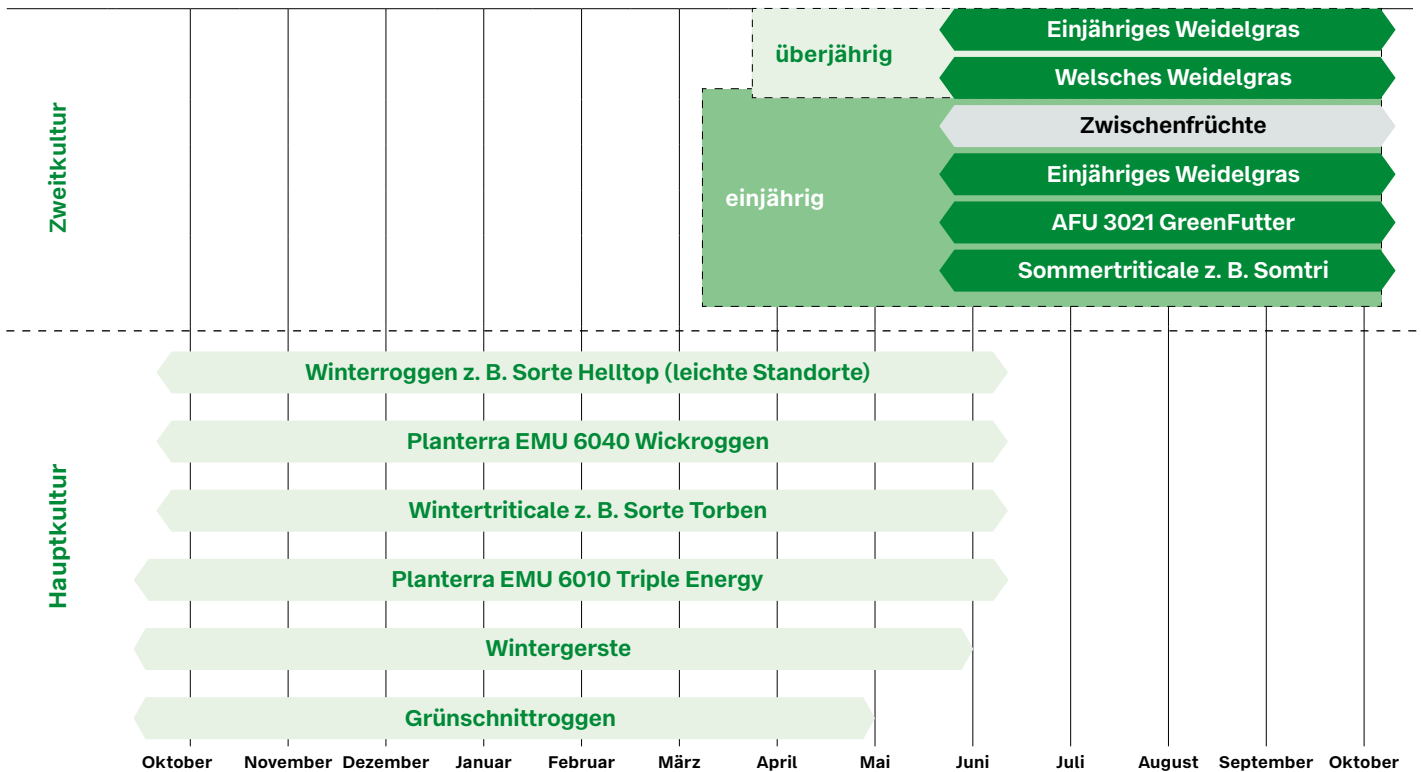 Zweitkultur
überjährig
Einjähriges Weidelgras
Welsches Weidelgras
Zwischenfrüchte
einjährig
Einjähriges Weidelgras
AFU 3021 GreenFutter
Sommertriticale z. B. Somtri
Hauptkultur
Winterroggen z. B. Sorte Helltop (leichte Standorte)
Planterra EMU 6040 Wickroggen
Wintertriticale z. B. Sorte Torben
Planterra EMU 6010 Triple Energy
Wintergerste
Grünschnittroggen
Oktober November Dezember Januar Februar März April Mai Juni Juli August September Oktober